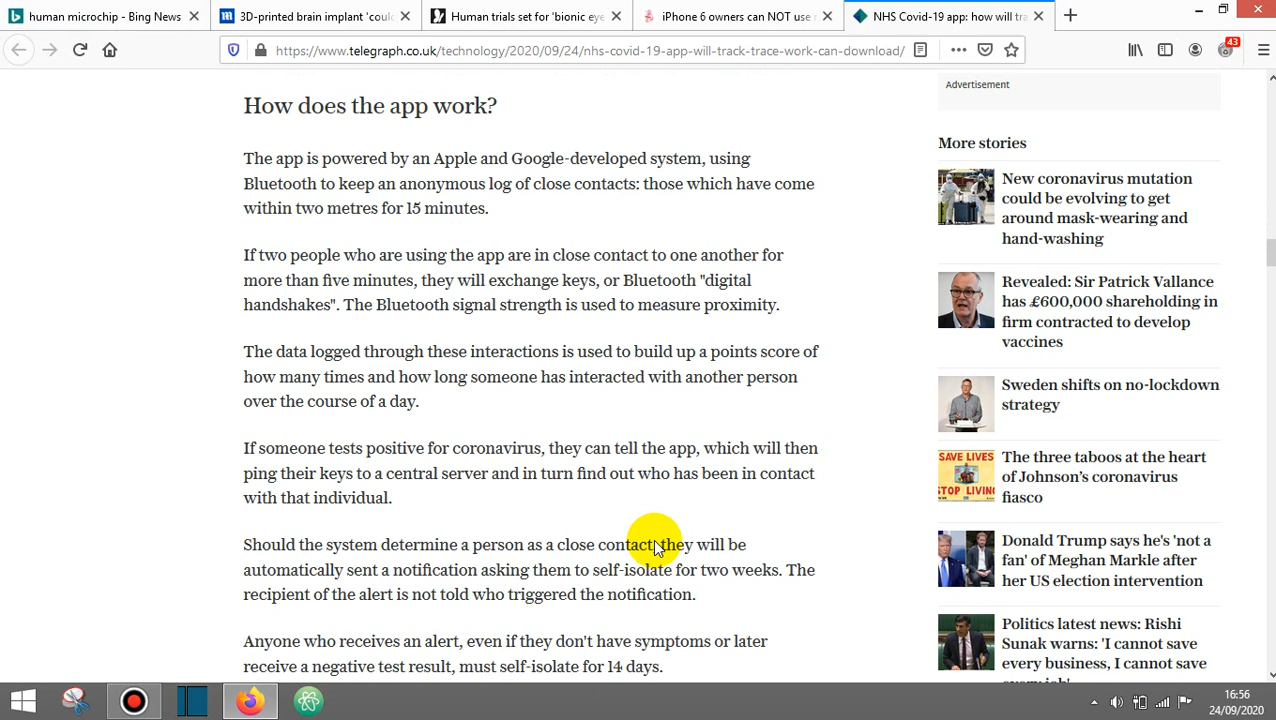 human microchip - Bing News
3D-printed brain implant 'coul
Human trials set for 'bionic eye
iPhone 6 owners can NOT use
NHS Covid-19 app: how will tra
https://www.telegraph.co.uk/technology/2020/09/24/nhs-covid-19-app-will-track-trace-work-can-download/
43
How does the app work?
The app is powered by an Apple and Google-developed system, using
Bluetooth to keep an anonymous log of close contacts: those which have come
within two metres for 15 minutes.
If two people who are using the app are in close contact to one another for
more than five minutes, they will exchange keys, or Bluetooth "digital
handshakes". The Bluetooth signal strength is used to measure proximity.
The data logged through these interactions is used to build up a points score of
how many times and how long someone has interacted with another person
over the course of a day.
If someone tests positive for coronavirus, they can tell the app, which will then
ping their keys to a central server and in turn find out who has been in contact
with that individual.
Should the system determine a person as a close contact, they will be
automatically sent a notification asking them to self-isolate for two weeks. The
recipient of the alert is not told who triggered the notification.
Anyone who receives an alert, even if they don't have symptoms or later
receive a negative test result, must self-isolate for 14 days.
Advertisement
More stories
New coronavirus mutation
could be evolving to get
around mask-wearing and
hand-washing
Revealed: Sir Patrick Vallance
has £600,000 shareholding in
firm contracted to develop
vaccines
Sweden shifts on no-lockdown
strategy
SAVE LIVES
STOP LIVING
The three taboos at the heart
of Johnson's coronavirus
fiasco
Donald Trump says he's 'not a
fan' of Meghan Markle after
her US election intervention
Politics latest news: Rishi
Sunak warns: 'I cannot save
every business, I cannot save
every job'
16:56
24/09/2020